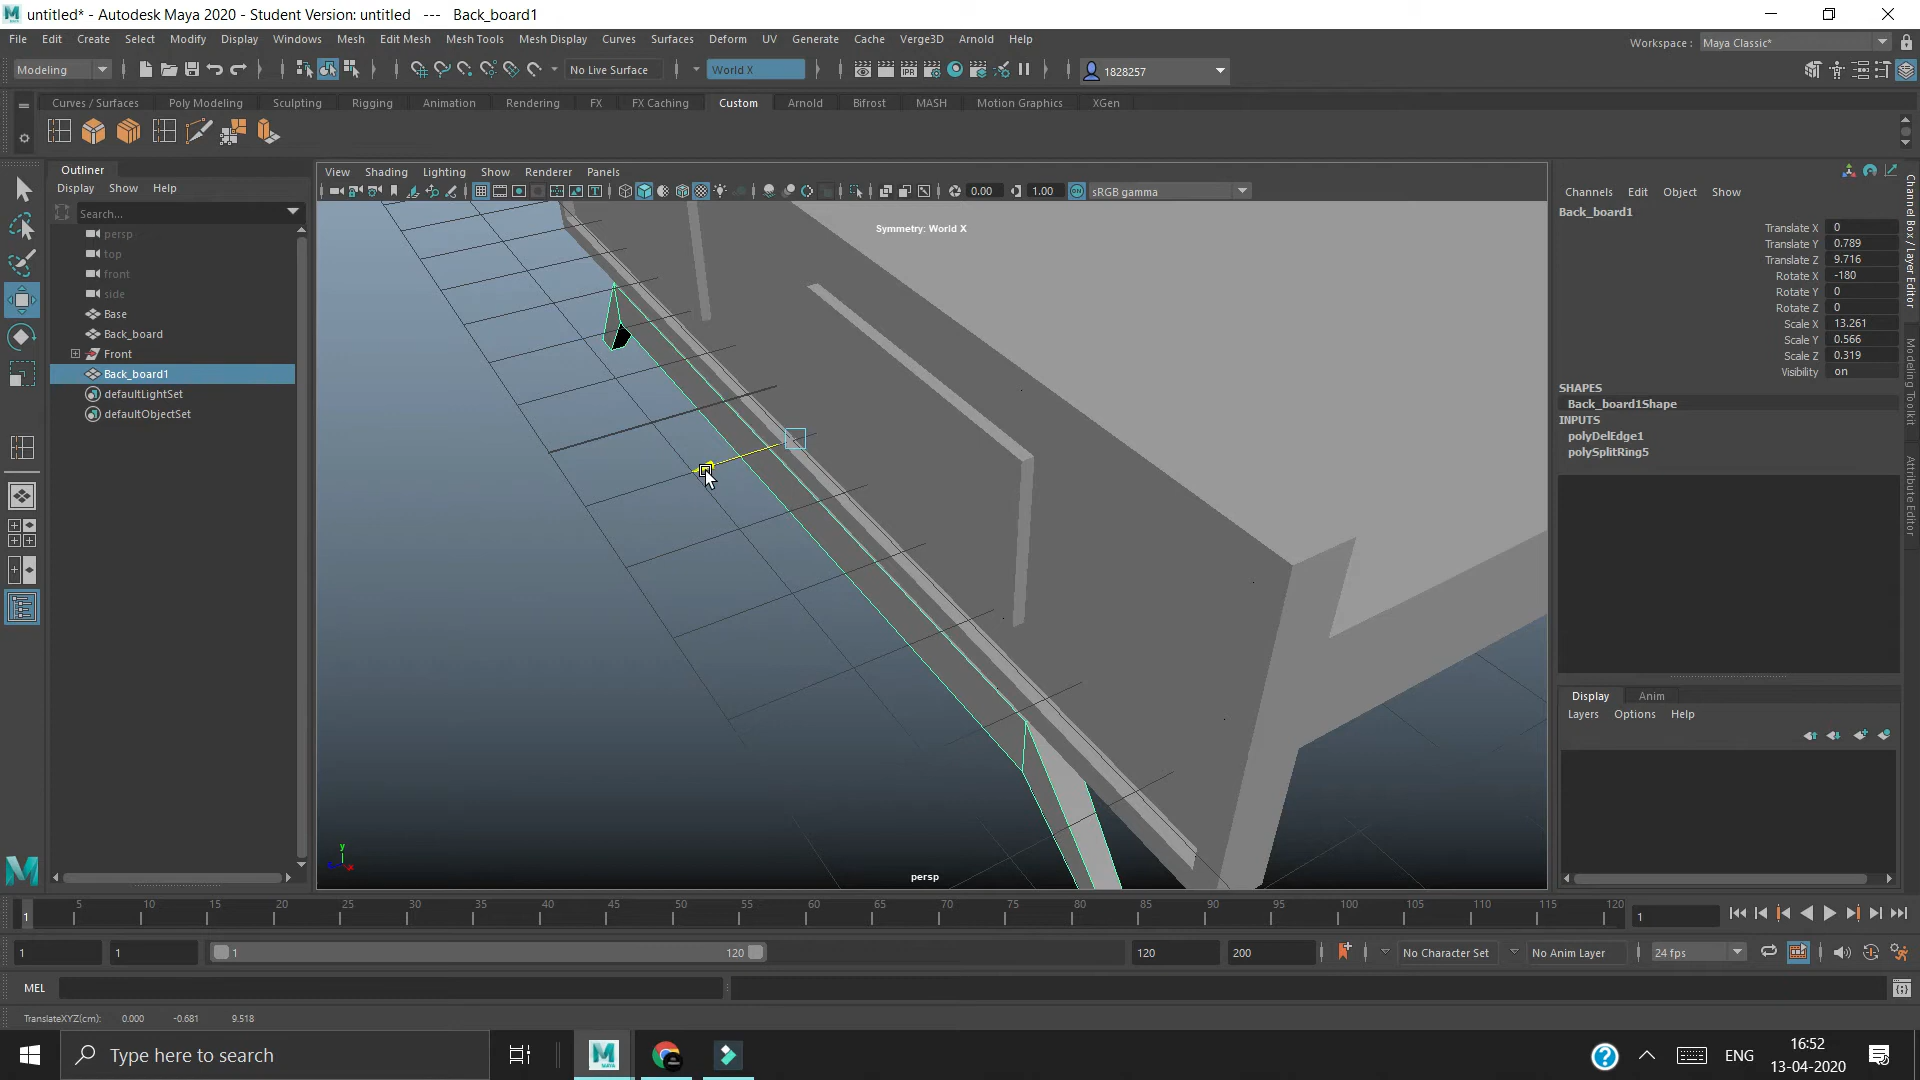 untitled* - Autodesk Maya 2020 - Student Version: untitled --- Back_board1
File Edit Create Select Modify Display Windows Mesh Edit Mesh Mesh Tools Mesh Display Curves Surfaces Deform UV Generate Cache Verge3D Arnold Help
Workspace : Maya Classic*
Modeling
No Live Surface
World X
1828257
Curves / Surfaces Poly Modeling Sculpting Rigging Animation Rendering FX FX Caching Custom Arnold Bifrost MASH Motion Graphics XGen
Outliner
Display Show Help
Search...
persp
top
front
side
Base
Back_board
Front
Back_board1
defaultLightSet
defaultObjectSet
View Shading Lighting Show Renderer Panels
0.00 1.00 sRGB gamma
Symmetry: World X
persp
y
Channels Edit Object Show
Back_board1
Translate X 0
Translate Y 0.789
Translate Z 9.716
Rotate X -180
Rotate Y 0
Rotate Z 0
Scale X 13.261
Scale Y 0.566
Scale Z 0.319
Visibility on
SHAPES
Back_board1Shape
INPUTS
polyDelEdge1
polySplitRing5
Display Anim
Layers Options Help
Channel Box / Layer Editor
Modeling Toolkit
Attribute Editor
1 5 10 15 20 25 30 35 40 45 50 55 60 65 70 75 80 85 90 95 100 105 110 115 120
1
1 1 1 120 120 200 No Character Set No Anim Layer 24 fps
MEL
TranslateXYZ(cm): 0.000 -0.681 9.518
Type here to search
ENG
16:52
13-04-2020